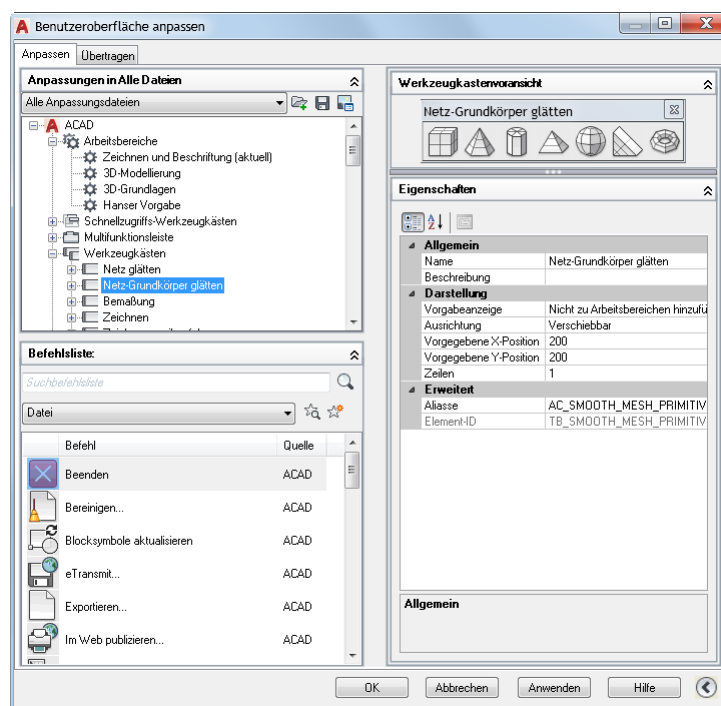 Benutzeroberfläche anpassen
Anpassen Übertragen
Anpassungen in Alle Dateien
Alle Anpassungsdateien
ACAD
Arbeitsbereiche
Zeichnen und Beschriftung (aktuell)
3D-Modellierung
3D-Grundlagen
Hanser Vorgabe
Schnellzugriffs-Werkzeugkästen
Multifunktionsleiste
Werkzeugkästen
Netz glätten
Netz-Grundkörper glätten
Bemaßung
Zeichnen
Befehlsliste:
Suchbefehlsliste
Datei
Befehl Quelle
Beenden ACAD
Bereinigen... ACAD
Blocksymbole aktualisieren ACAD
eTransmit... ACAD
Exportieren... ACAD
Im Web publizieren... ACAD
Werkzeugkastenvoransicht
Netz-Grundkörper glätten
Eigenschaften
Allgemein
Name Netz-Grundkörper glätten
Beschreibung
Darstellung
Vorgabeanzeige Nicht zu Arbeitsbereichen hinzufü
Ausrichtung Verschiebbar
Vorgegebene X-Position 200
Vorgegebene Y-Position 200
Zeilen 1
Erweitert
Aliasse AC_SMOOTH_MESH_PRIMITIV
Element-ID TB_SMOOTH_MESH_PRIMITIV
Allgemein
OK Abbrechen Anwenden Hilfe